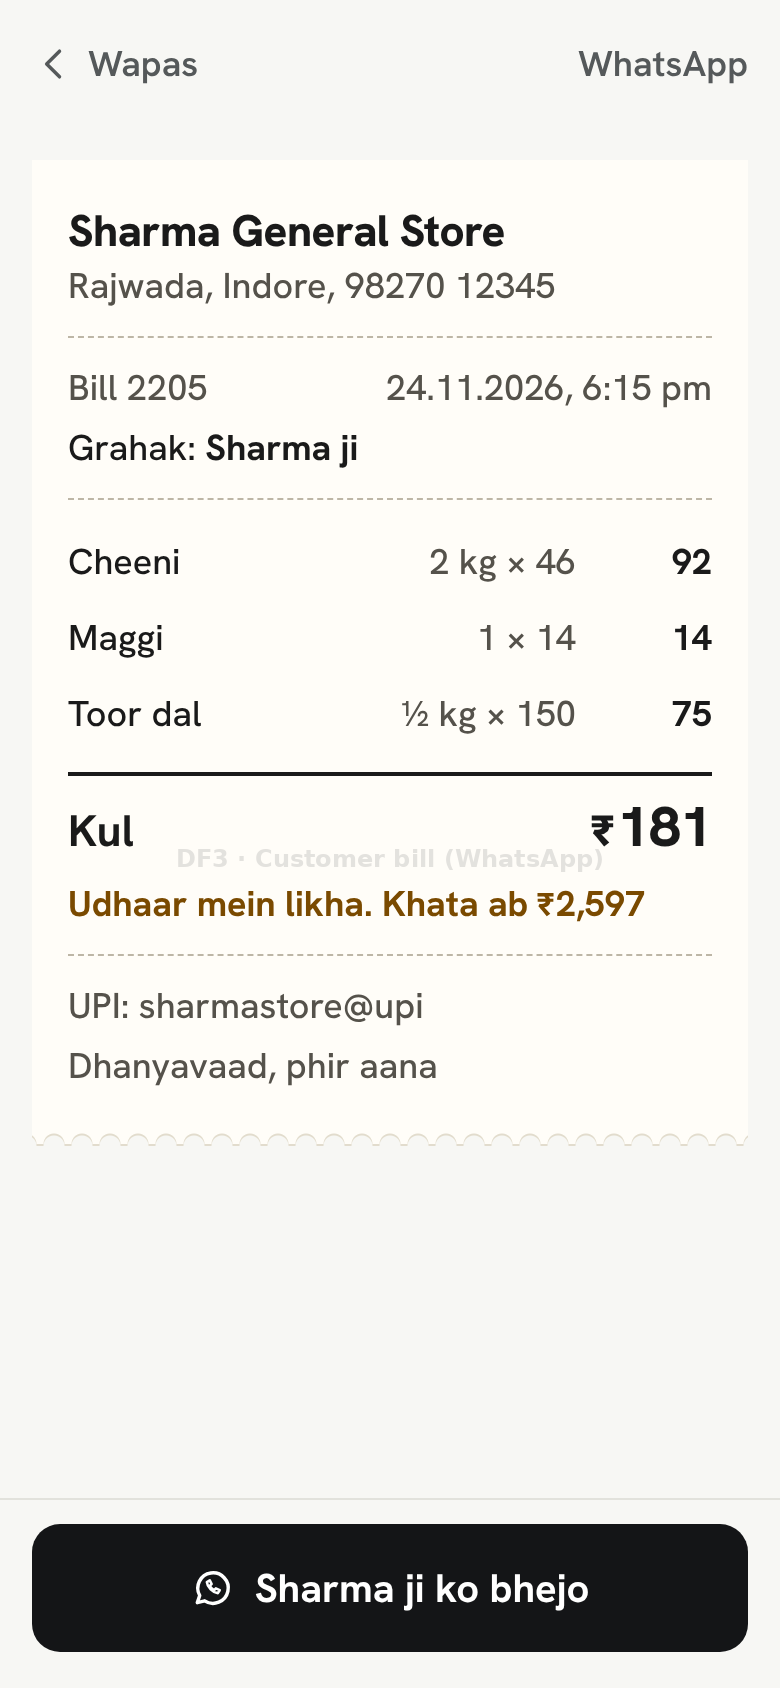 Wapas WhatsApp
Sharma General Store
Rajwada, Indore, 98270 12345
Bill 2205 24.11.2026, 6:15 pm
Grahak: Sharma ji
Cheeni 2 kg × 46 92
Maggi 1 × 14 14
Toor dal ½ kg × 150 75
Kul ₹181
DF3 · Customer bill (WhatsApp)
Udhaar mein likha. Khata ab ₹2,597
UPI: sharmastore@upi
Dhanyavaad, phir aana
Sharma ji ko bhejo